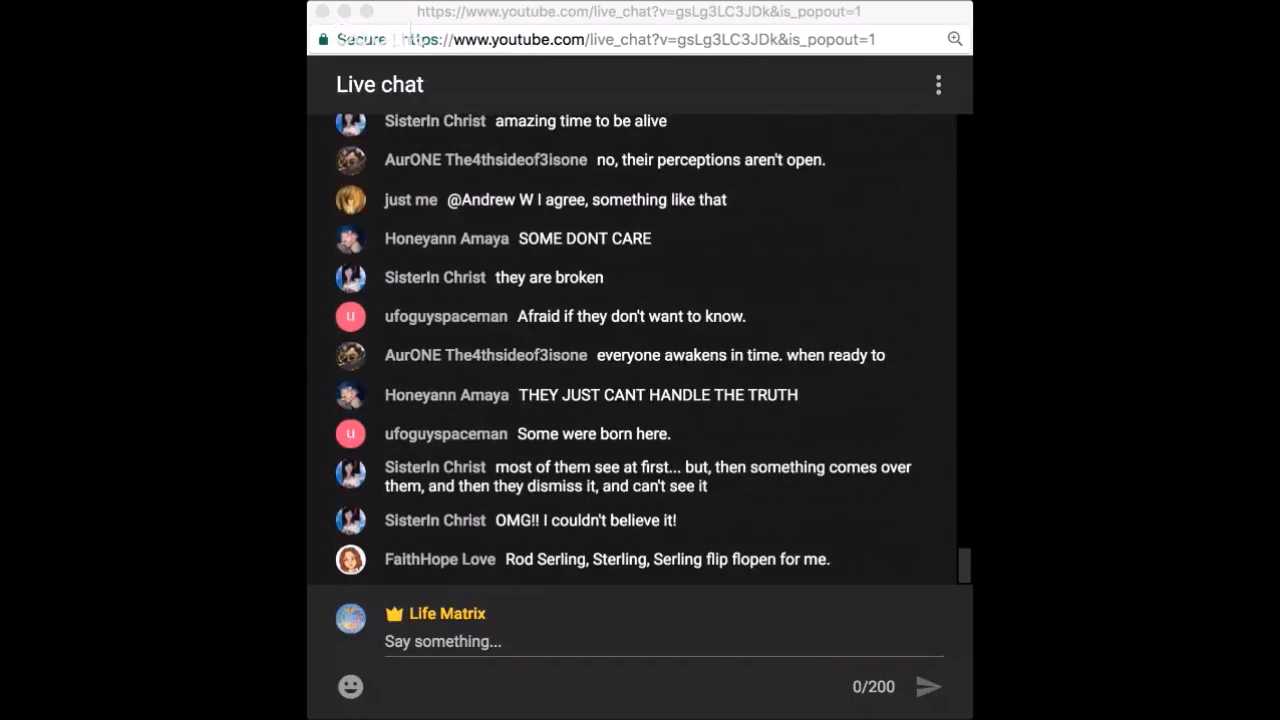 https://www.youtube.com/live_chat?v=gsLg3LC3JDk&is_popout=1
Secure https://www.youtube.com/live_chat?v=gsLg3LC3JDk&is_popout=1
Live chat
SisterIn Christ amazing time to be alive
AurONE The4thsideof3isone no, their perceptions aren't open.
just me @Andrew W I agree, something like that
Honeyann Amaya SOME DONT CARE
SisterIn Christ they are broken
u ufoguyspaceman Afraid if they don't want to know.
AurONE The4thsideof3isone everyone awakens in time. when ready to
Honeyann Amaya THEY JUST CANT HANDLE THE TRUTH
u ufoguyspaceman Some were born here.
SisterIn Christ most of them see at first... but, then something comes over
them, and then they dismiss it, and can't see it
SisterIn Christ OMG!! I couldn't believe it!
FaithHope Love Rod Serling, Sterling, Serling flip flopen for me.
Life Matrix
Say something...
0/200